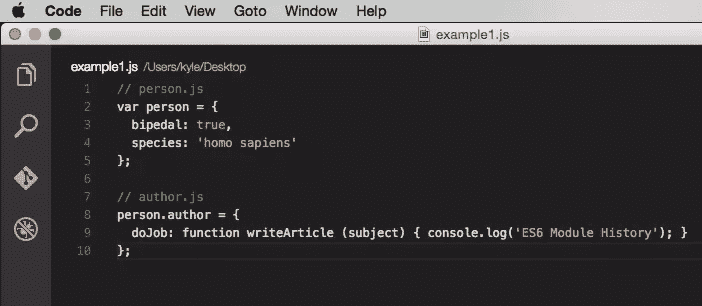 Code File Edit View Goto Window Help
example1.js
example1.js /Users/kyle/Desktop
1 // person.js
2 var person = {
3   bipedal: true,
4   species: 'homo sapiens'
5 };
6
7 // author.js
8 person.author = {
9   doJob: function writeArticle (subject) { console.log('ES6 Module History'); }
10 };